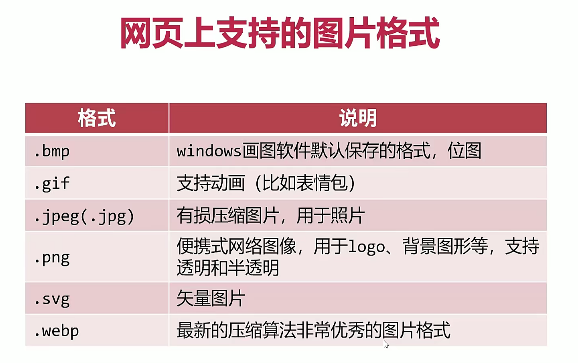 网页上支持的图片格式
格式 说明
.bmp windows画图软件默认保存的格式，位图
.gif 支持动画（比如表情包）
.jpeg(.jpg) 有损压缩图片，用于照片
.png 便携式网络图像，用于logo、背景图形等，支持
透明和半透明
.svg 矢量图片
.webp 最新的压缩算法非常优秀的图片格式